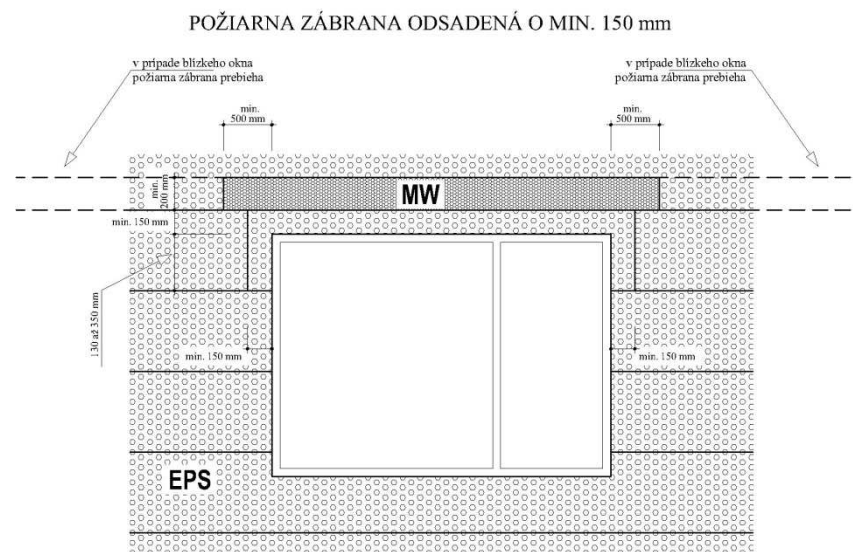 POŽIARNA ZÁBRANA ODSADENÁ O MIN. 150 mm
v prípade blízkeho okna
požiarna zábrana prebieha
v prípade blízkeho okna
požiarna zábrana prebieha
min.
500 mm
min.
500 mm
min.
200 mm
MW
min. 150 mm
130 až 350 mm
min. 150 mm
min. 150 mm
EPS